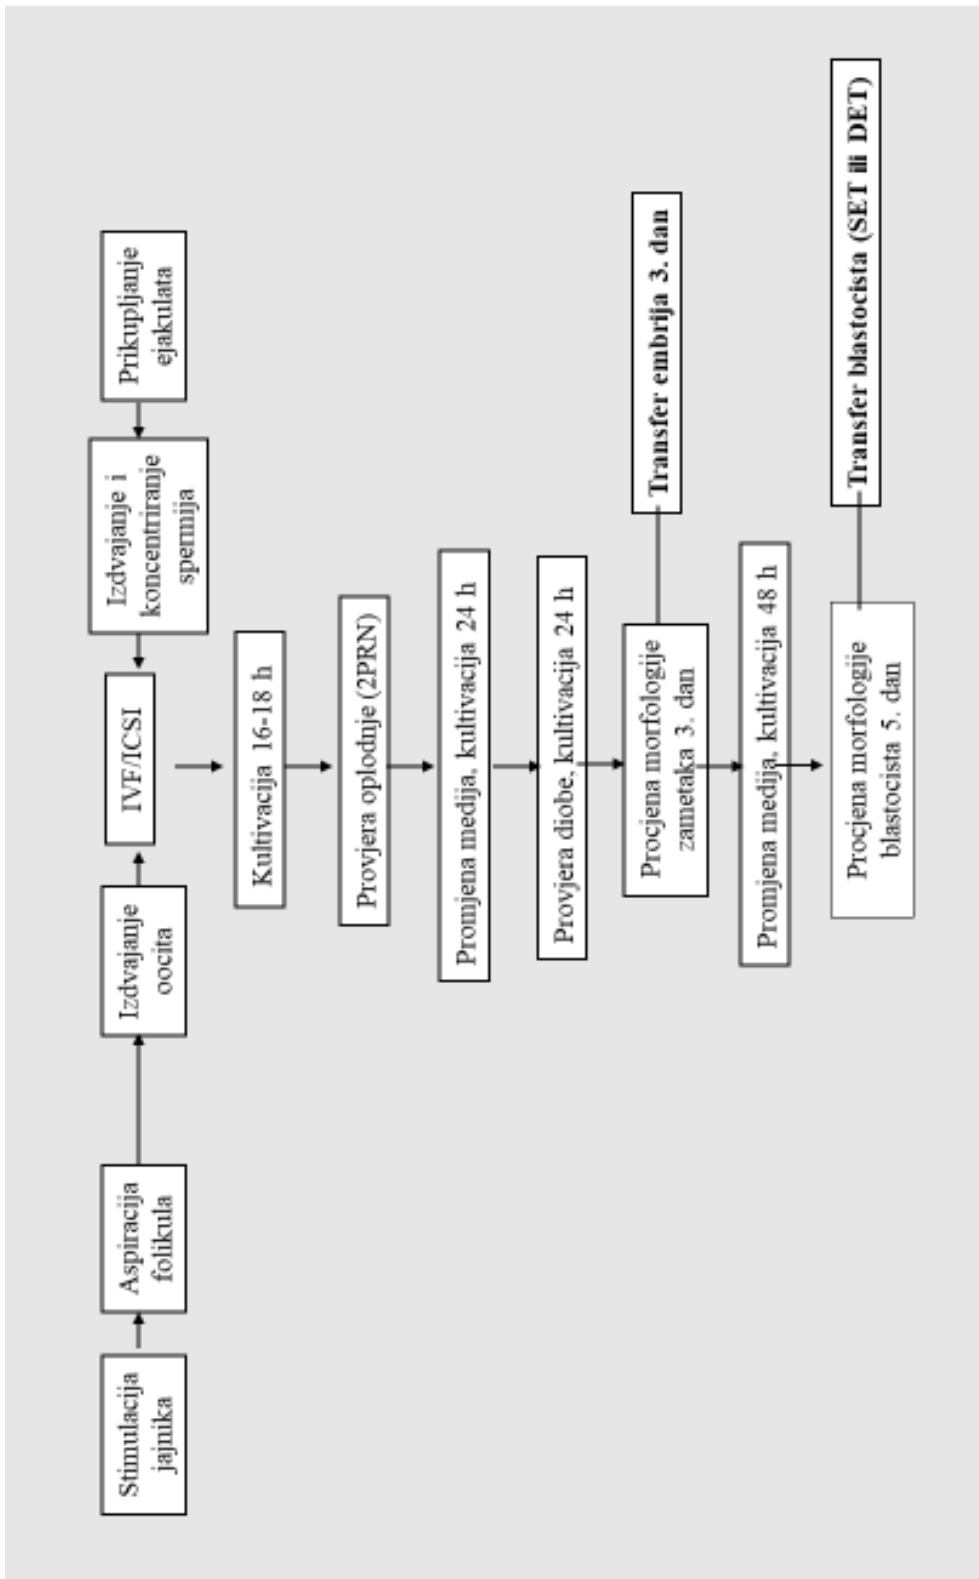 Stimulacija
jajnika
Aspiracija
folikula
Izdvajanje
oocita
IVF/ICSI
Izdvajanje i
koncentriranje
spermija
Prikupljanje
ejakulata
Kultivacija 16-18 h
Provjera oplodnje (2PRN)
Promjena medija, kultivacija 24 h
Provjera diobe, kultivacija 24 h
Procjena morfologije
zametaka 3. dan
Transfer embrija 3. dan
Promjena medija, kultivacija 48 h
Procjena morfologije
blastocista 5. dan
Transfer blastocista (SET ili DET)